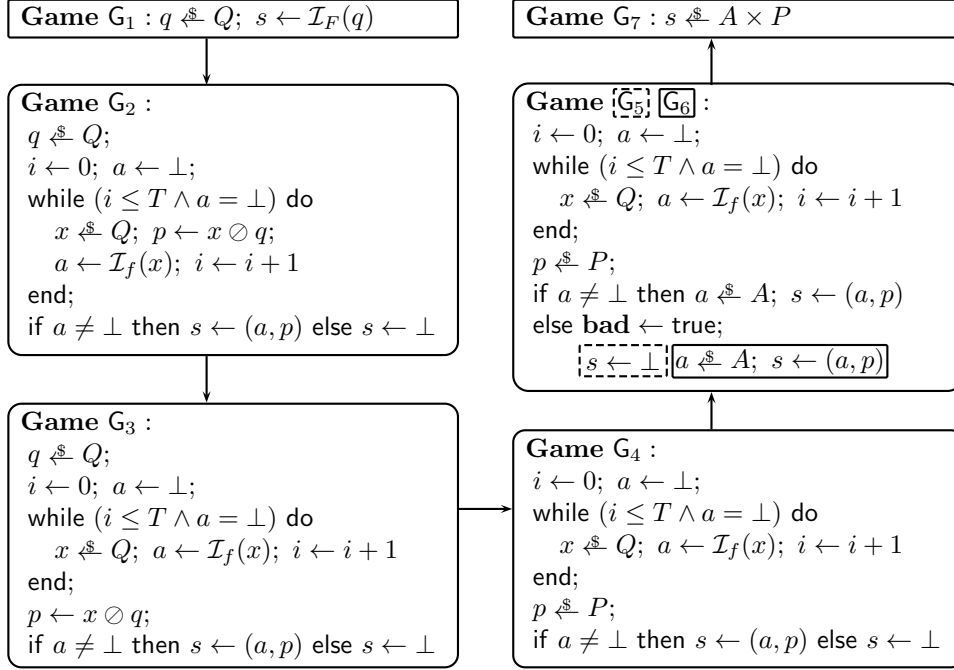 Game G₁ : q ⇐$ Q; s ← I_F(q)
Game G₂ :
q ⇐$ Q;
i ← 0; a ← ⊥;
while (i ≤ T ∧ a = ⊥) do
x ⇐$ Q; p ← x ⊘ q;
a ← I_f(x); i ← i + 1
end;
if a ≠ ⊥ then s ← (a, p) else s ← ⊥
Game G₃ :
q ⇐$ Q;
i ← 0; a ← ⊥;
while (i ≤ T ∧ a = ⊥) do
x ⇐$ Q; a ← I_f(x); i ← i + 1
end;
p ← x ⊘ q;
if a ≠ ⊥ then s ← (a, p) else s ← ⊥
Game G₄ :
i ← 0; a ← ⊥;
while (i ≤ T ∧ a = ⊥) do
x ⇐$ Q; a ← I_f(x); i ← i + 1
end;
p ⇐$ P;
if a ≠ ⊥ then s ← (a, p) else s ← ⊥
Game G₅ G₆ :
i ← 0; a ← ⊥;
while (i ≤ T ∧ a = ⊥) do
x ⇐$ Q; a ← I_f(x); i ← i + 1
end;
p ⇐$ P;
if a ≠ ⊥ then a ⇐$ A; s ← (a, p)
else bad ← true;
s ← ⊥ a ⇐$ A; s ← (a, p)
Game G₇ : s ⇐$ A × P